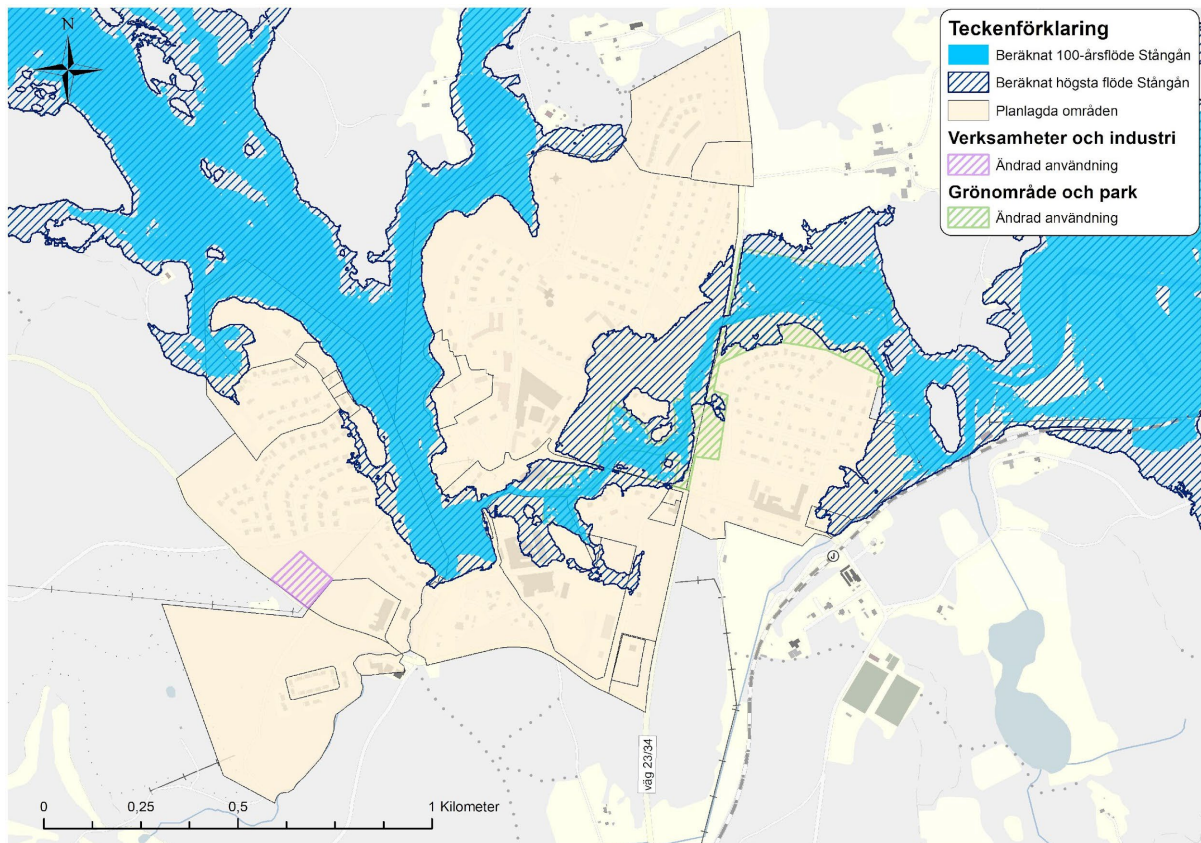 N
Teckenförklaring
Beräknat 100-årsflöde Stångån
Beräknat högsta flöde Stångån
Planlagda områden
Verksamheter och industri
Ändrad användning
Grönområde och park
Ändrad användning
J
väg 23/34
0
0,25
0,5
1 Kilometer